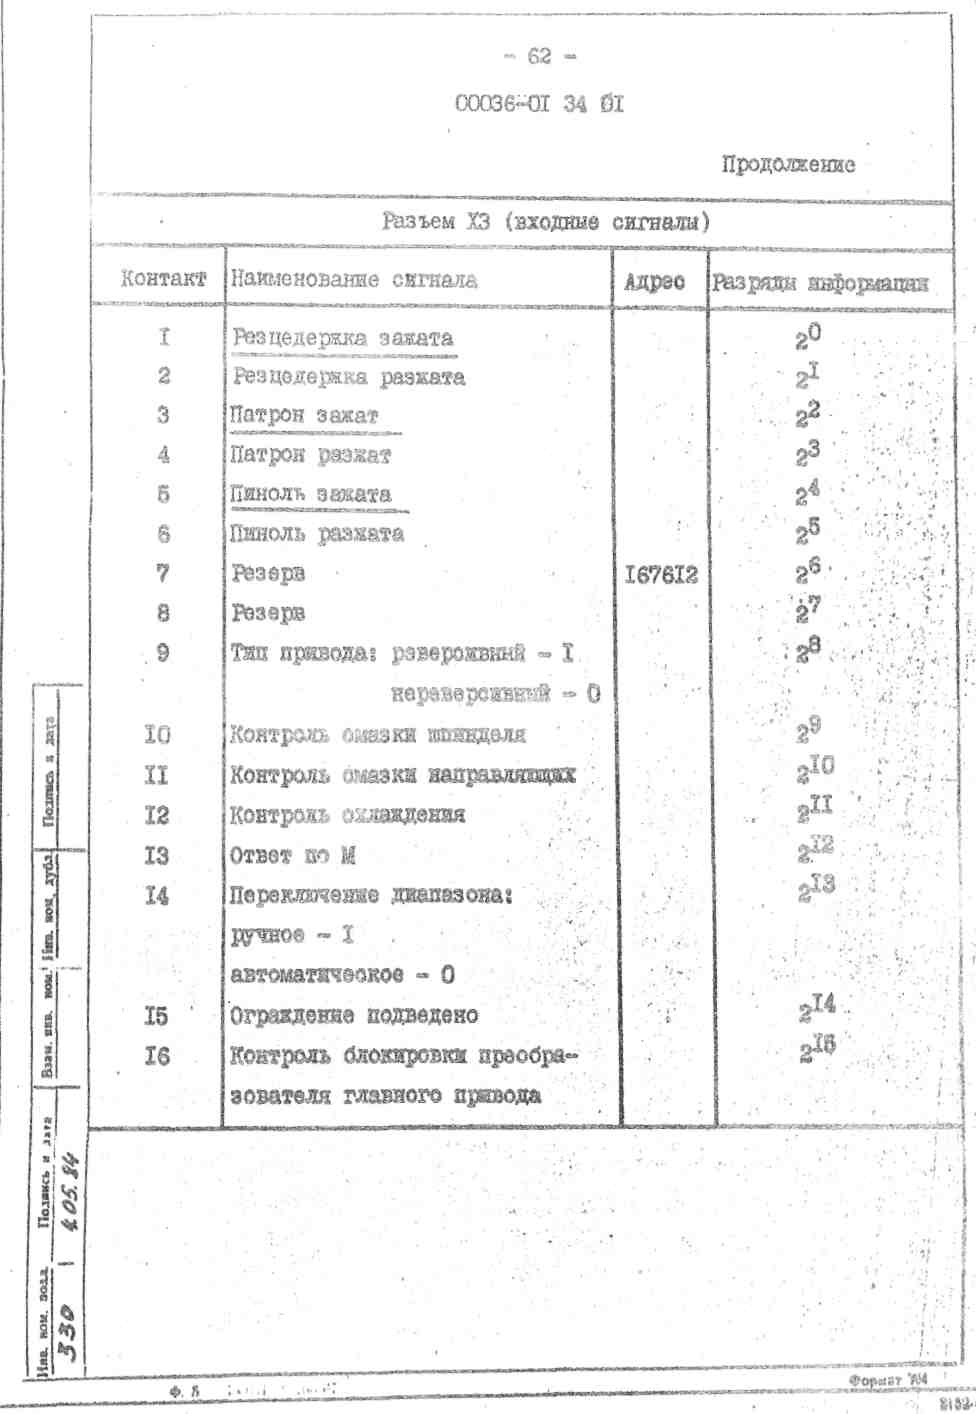 - 62 -
00036-0I 34 0I
Продолжение
Разъем X3 (входные сигналы)
Контакт Наименование сигнала Адрес Разряды информации
I Резцедержка зажата 2^0
2 Резцедержка разжата 2^I
3 Патрон зажат 2^2
4 Патрон разжат 2^3
5 Пиноль зажата 2^4
6 Пиноль разжата 2^5
7 Резерв I676I2 2^6
8 Резерв 2^7
9 Тип привода: реверсивный - I 2^8
нереверсивный - 0
I0 Контроль смазки шпинделя 2^9
II Контроль смазки направляющих 2^I0
I2 Контроль охлаждения 2^II
I3 Ответ по М 2^I2
I4 Переключение диапазона: 2^I3
ручное - I
автоматическое - 0
I5 Ограждение подведено 2^I4
I6 Контроль блокировки преобра- 2^I5
зователя главного привода
Инв. ном. подл. Подпись и дата Взам. инв. ном. Инв. ном. дубл. Подпись и дата
330 05.84
Ф. 5
Формат